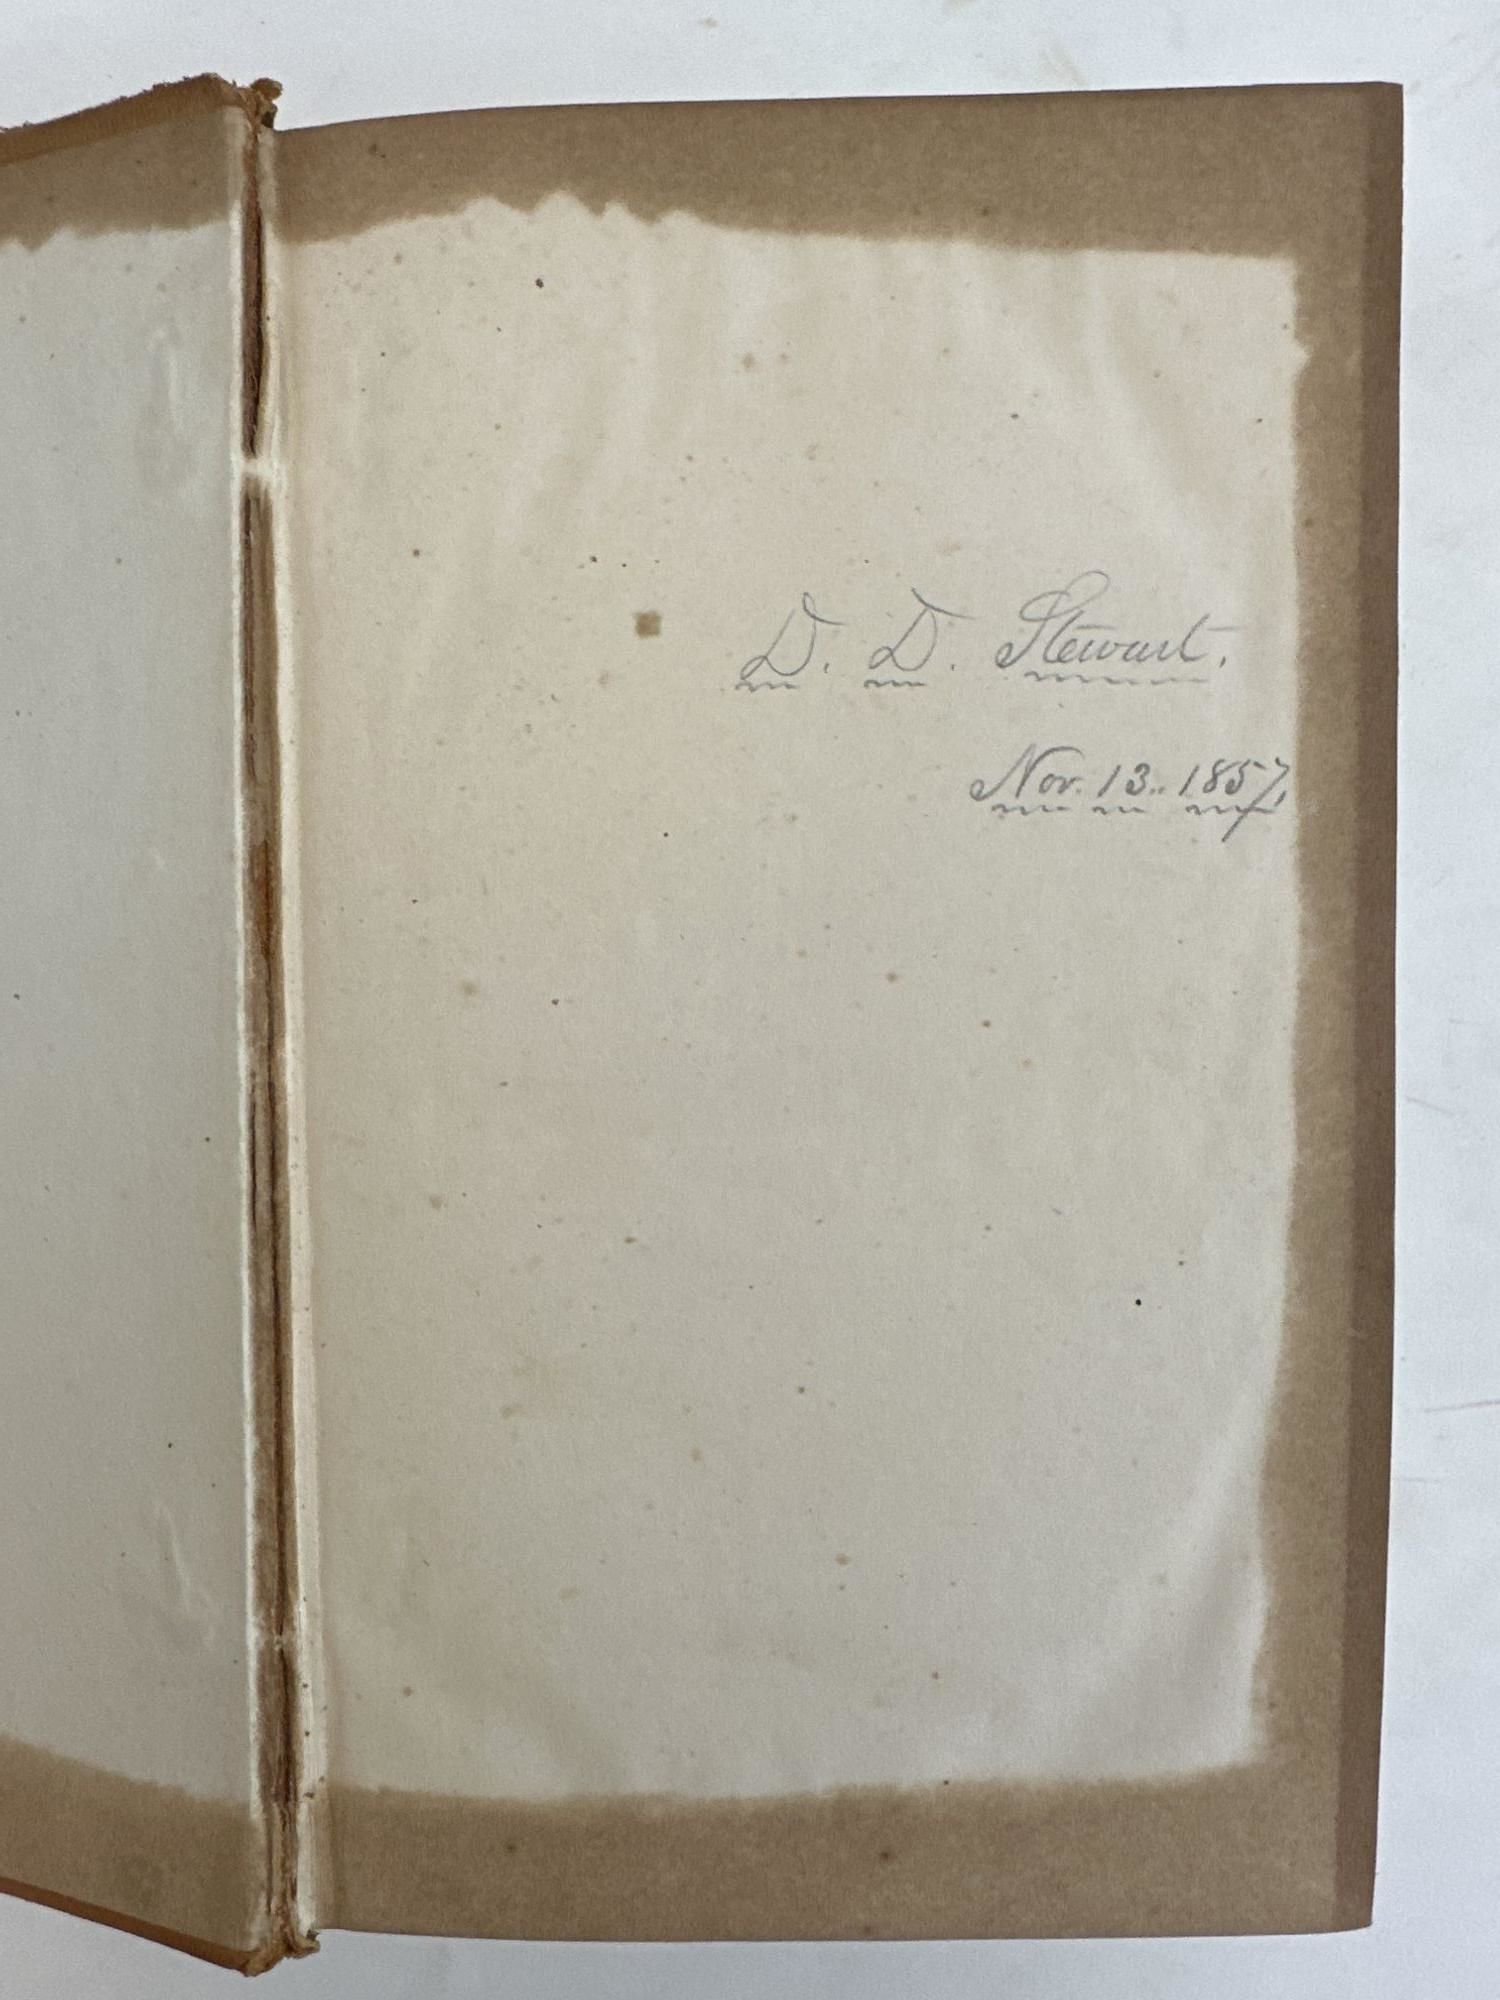 D. D. Stewart.
Nov. 13. 1857,